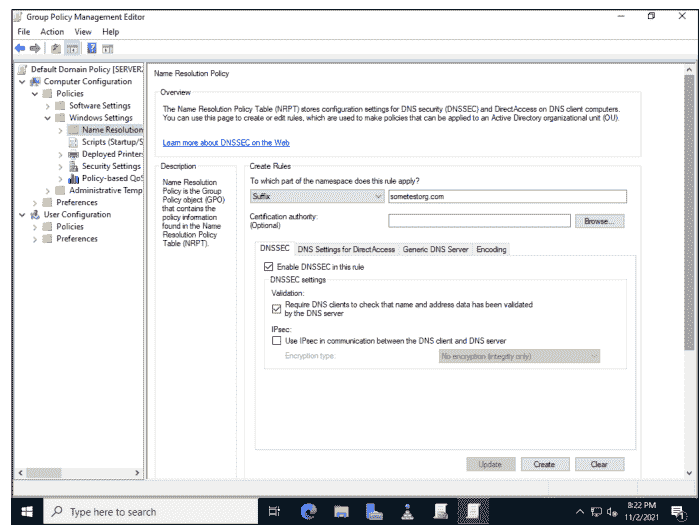 Group Policy Management Editor
File Action View Help
Default Domain Policy [SERVER.
Computer Configuration
Policies
Software Settings
Windows Settings
Name Resolution
Scripts (Startup/S
Deployed Printer
Security Settings
Policy-based QoS
Administrative Temp
Preferences
User Configuration
Policies
Preferences
Name Resolution Policy
Overview
The Name Resolution Policy Table (NRPT) stores configuration settings for DNS security (DNSSEC) and DirectAccess on DNS client computers.
You can use this page to create or edit rules, which are used to make policies that can be applied to an Active Directory organizational unit (OU).
Learn more about DNSSEC on the Web
Description
Name Resolution
Policy is the Group
Policy object (GPO)
that contains the
policy information
found in the Name
Resolution Policy
Table (NRPT).
Create Rules
To which part of the namespace does this rule apply?
Suffix sometestorg.com
Certification authority:
(Optional)
Browse...
DNSSEC DNS Settings for DirectAccess Generic DNS Server Encoding
Enable DNSSEC in this rule
DNSSEC settings
Validation:
Require DNS clients to check that name and address data has been validated
by the DNS server
IPsec:
Use IPsec in communication between the DNS client and DNS server
Encryption type: No encryption (integrity only)
Update Create Clear
Type here to search
8:22 PM
11/2/2021